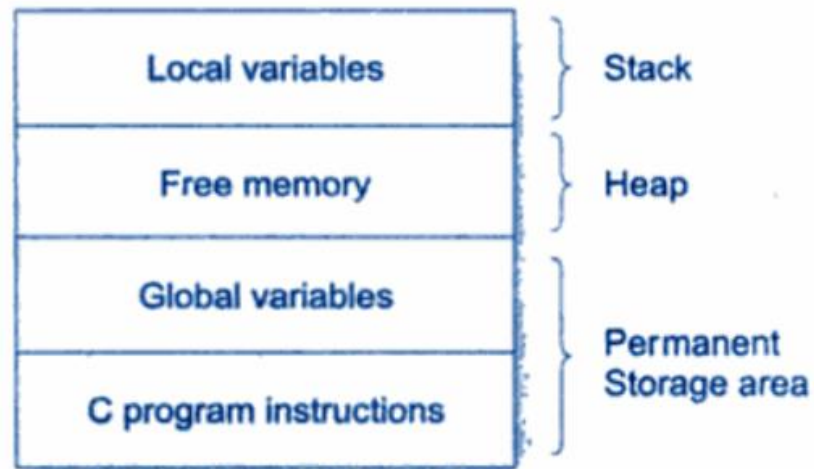 Local variables
Stack
Free memory
Heap
Global variables
Permanent
Storage area
C program instructions